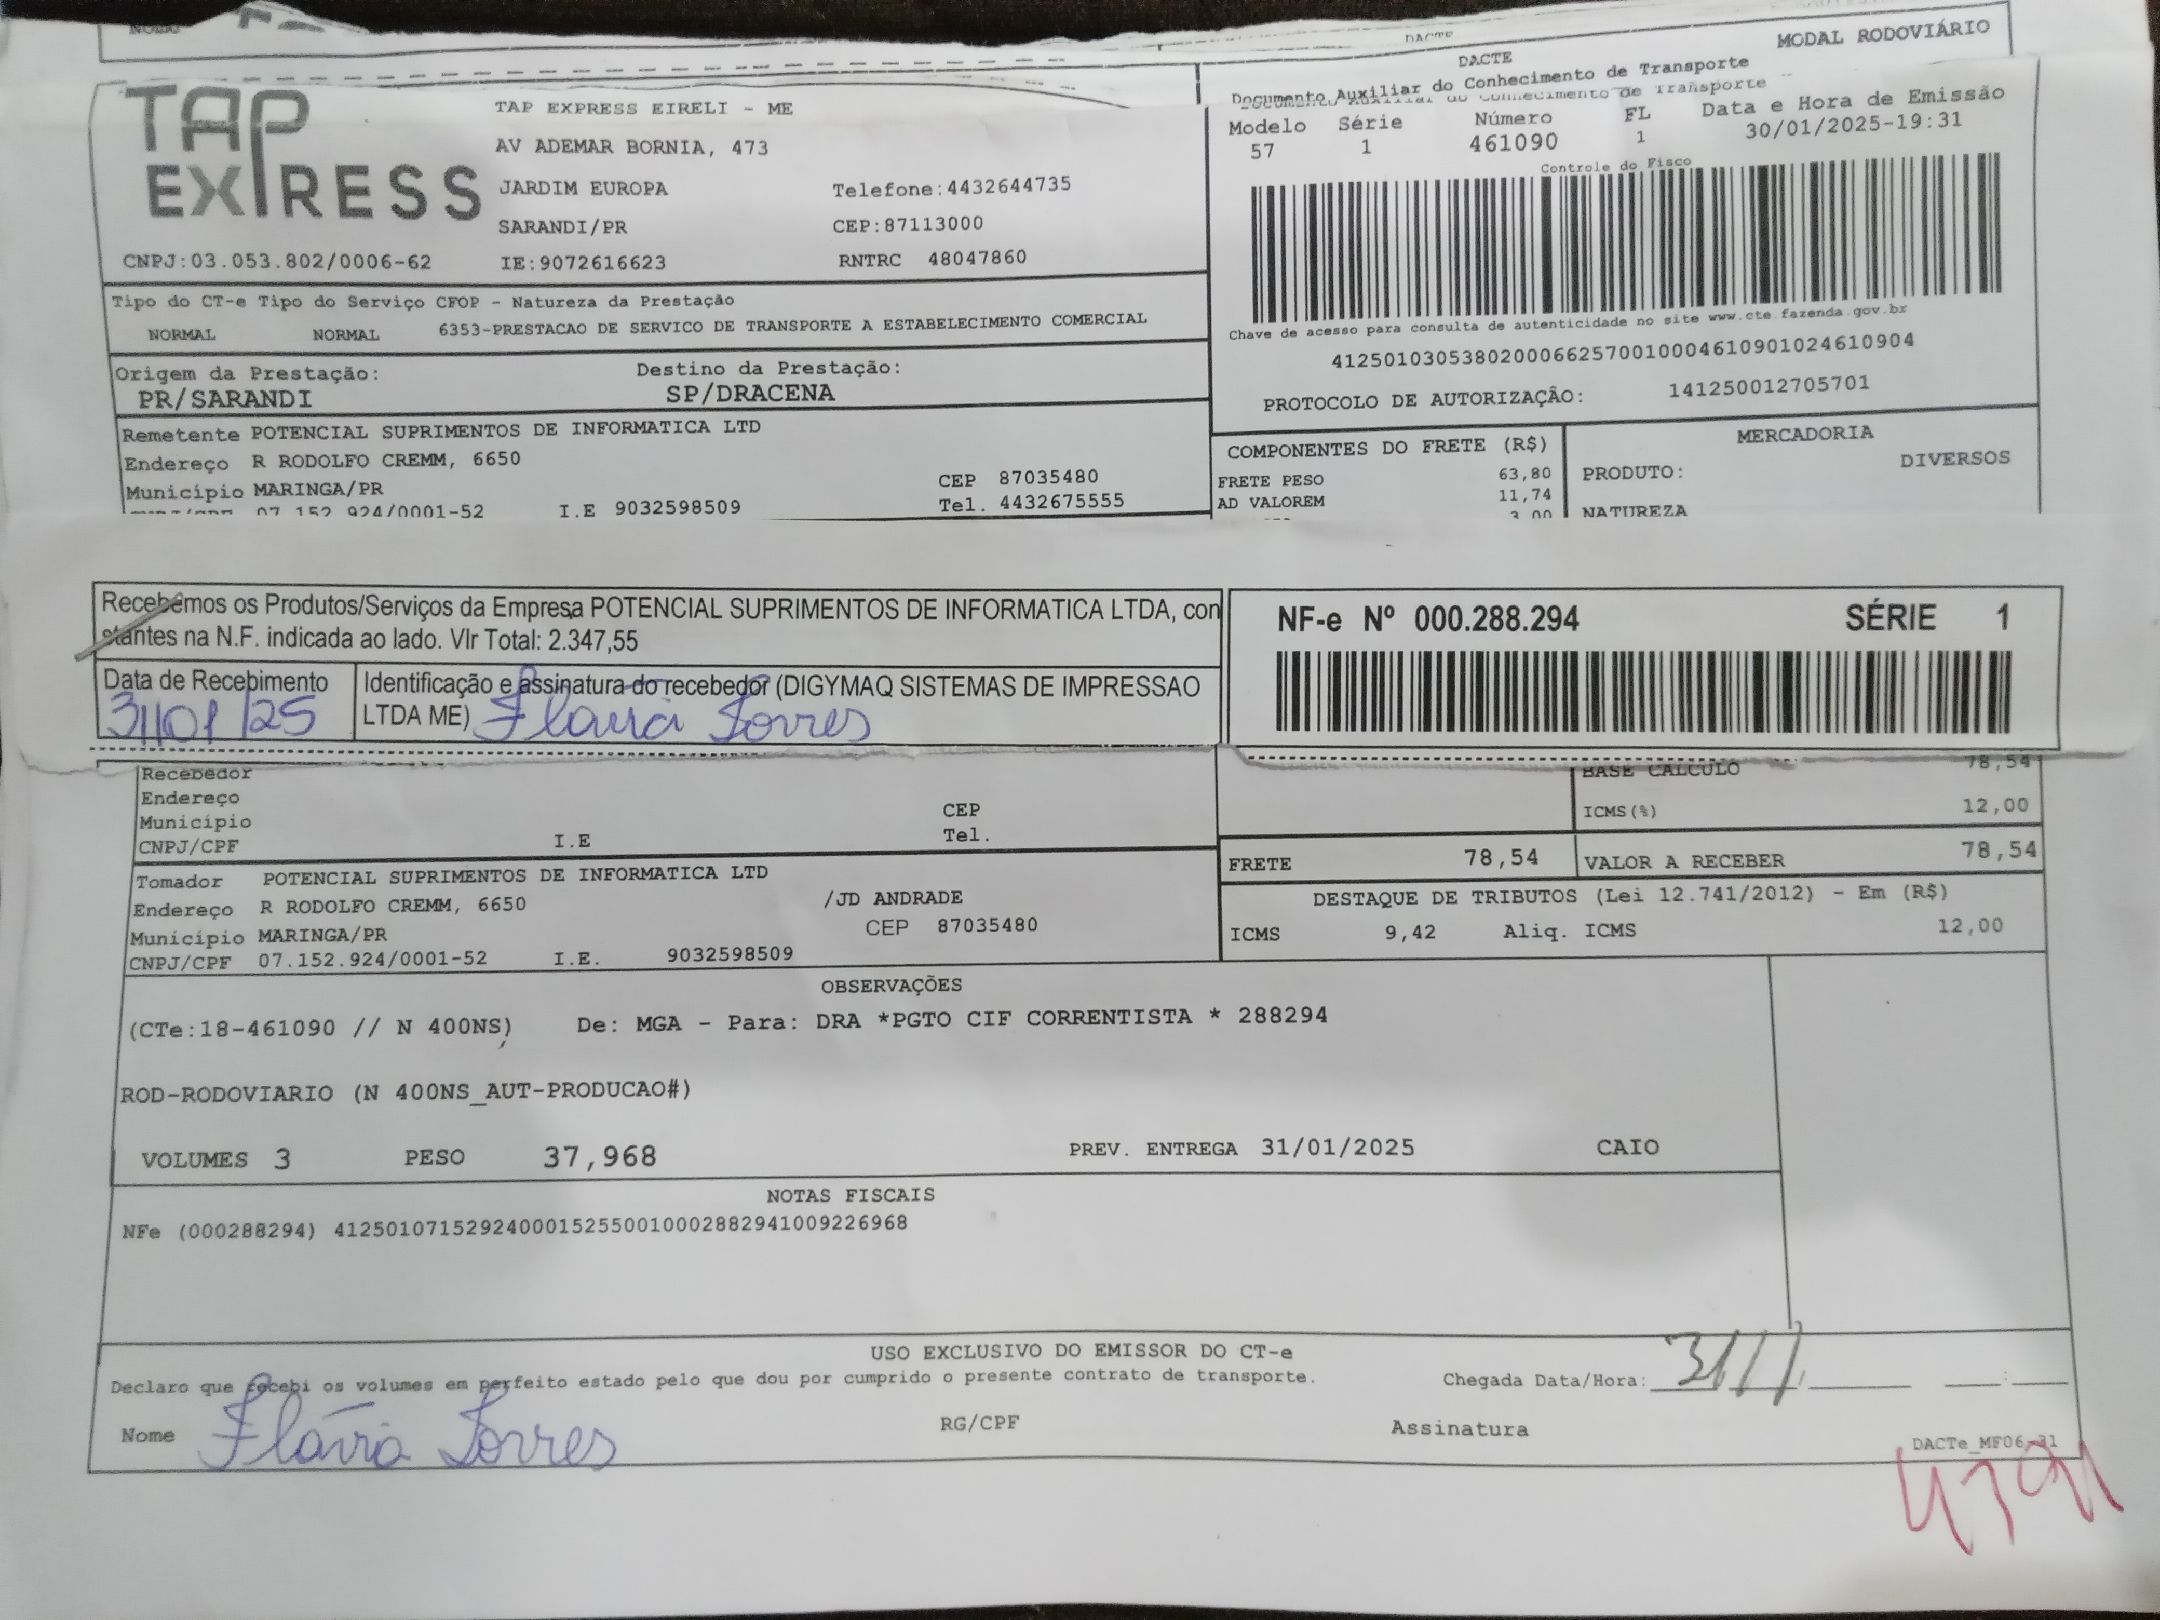 DACTE
MODAL RODOVIÁRIO
DACTE
Documento Auxiliar do Conhecimento de Transporte
TAP EXPRESS
TAP EXPRESS EIRELI - ME
AV ADEMAR BORNIA, 473
JARDIM EUROPA Telefone:4432644735
SARANDI/PR CEP:87113000
CNPJ:03.053.802/0006-62 IE:9072616623 RNTRC 48047860
Modelo Série Número FL Data e Hora de Emissão
57 1 461090 1 30/01/2025-19:31
Controle do Fisco
Chave de acesso para consulta de autenticidade no site www.cte.fazenda.gov.br
41250103053802000662570010004610901024610904
PROTOCOLO DE AUTORIZAÇÃO: 141250012705701
Tipo do CT-e Tipo do Serviço CFOP - Natureza da Prestação
NORMAL NORMAL 6353-PRESTACAO DE SERVICO DE TRANSPORTE A ESTABELECIMENTO COMERCIAL
Origem da Prestação: Destino da Prestação:
PR/SARANDI SP/DRACENA
Remetente POTENCIAL SUPRIMENTOS DE INFORMATICA LTD
Endereço R RODOLFO CREMM, 6650
Município MARINGA/PR CEP 87035480
07.152.924/0001-52 I.E 9032598509 Tel. 4432675555
COMPONENTES DO FRETE (R$)
FRETE PESO 63,80
AD VALOREM 11,74
3,00
MERCADORIA
PRODUTO: DIVERSOS
NATUREZA
Recebemos os Produtos/Serviços da Empresa POTENCIAL SUPRIMENTOS DE INFORMATICA LTDA, con
stantes na N.F. indicada ao lado. Vlr Total: 2.347,55
Data de Recebimento
31/01/25
Identificação e assinatura do recebedor (DIGYMAQ SISTEMAS DE IMPRESSAO
LTDA ME) Flavia Torres
NF-e Nº 000.288.294 SÉRIE 1
Recebedor
Endereço
Município CEP
CNPJ/CPF I.E Tel.
BASE CALCULO 78,54
ICMS(%) 12,00
FRETE 78,54 VALOR A RECEBER 78,54
Tomador POTENCIAL SUPRIMENTOS DE INFORMATICA LTD
Endereço R RODOLFO CREMM, 6650 /JD ANDRADE
Município MARINGA/PR CEP 87035480
CNPJ/CPF 07.152.924/0001-52 I.E. 9032598509
DESTAQUE DE TRIBUTOS (Lei 12.741/2012) - Em (R$)
ICMS 9,42 Aliq. ICMS 12,00
OBSERVAÇÕES
(CTe:18-461090 // N 400NS) De: MGA - Para: DRA *PGTO CIF CORRENTISTA * 288294
ROD-RODOVIARIO (N 400NS_AUT-PRODUCAO#)
VOLUMES 3 PESO 37,968 PREV. ENTREGA 31/01/2025 CAIO
NOTAS FISCAIS
NFe (000288294) 41250107152924000152550010002882941009226968
USO EXCLUSIVO DO EMISSOR DO CT-e
Declaro que recebi os volumes em perfeito estado pelo que dou por cumprido o presente contrato de transporte. Chegada Data/Hora: 31/1/
Nome Flávia Torres RG/CPF Assinatura
DACTe_MF06-31